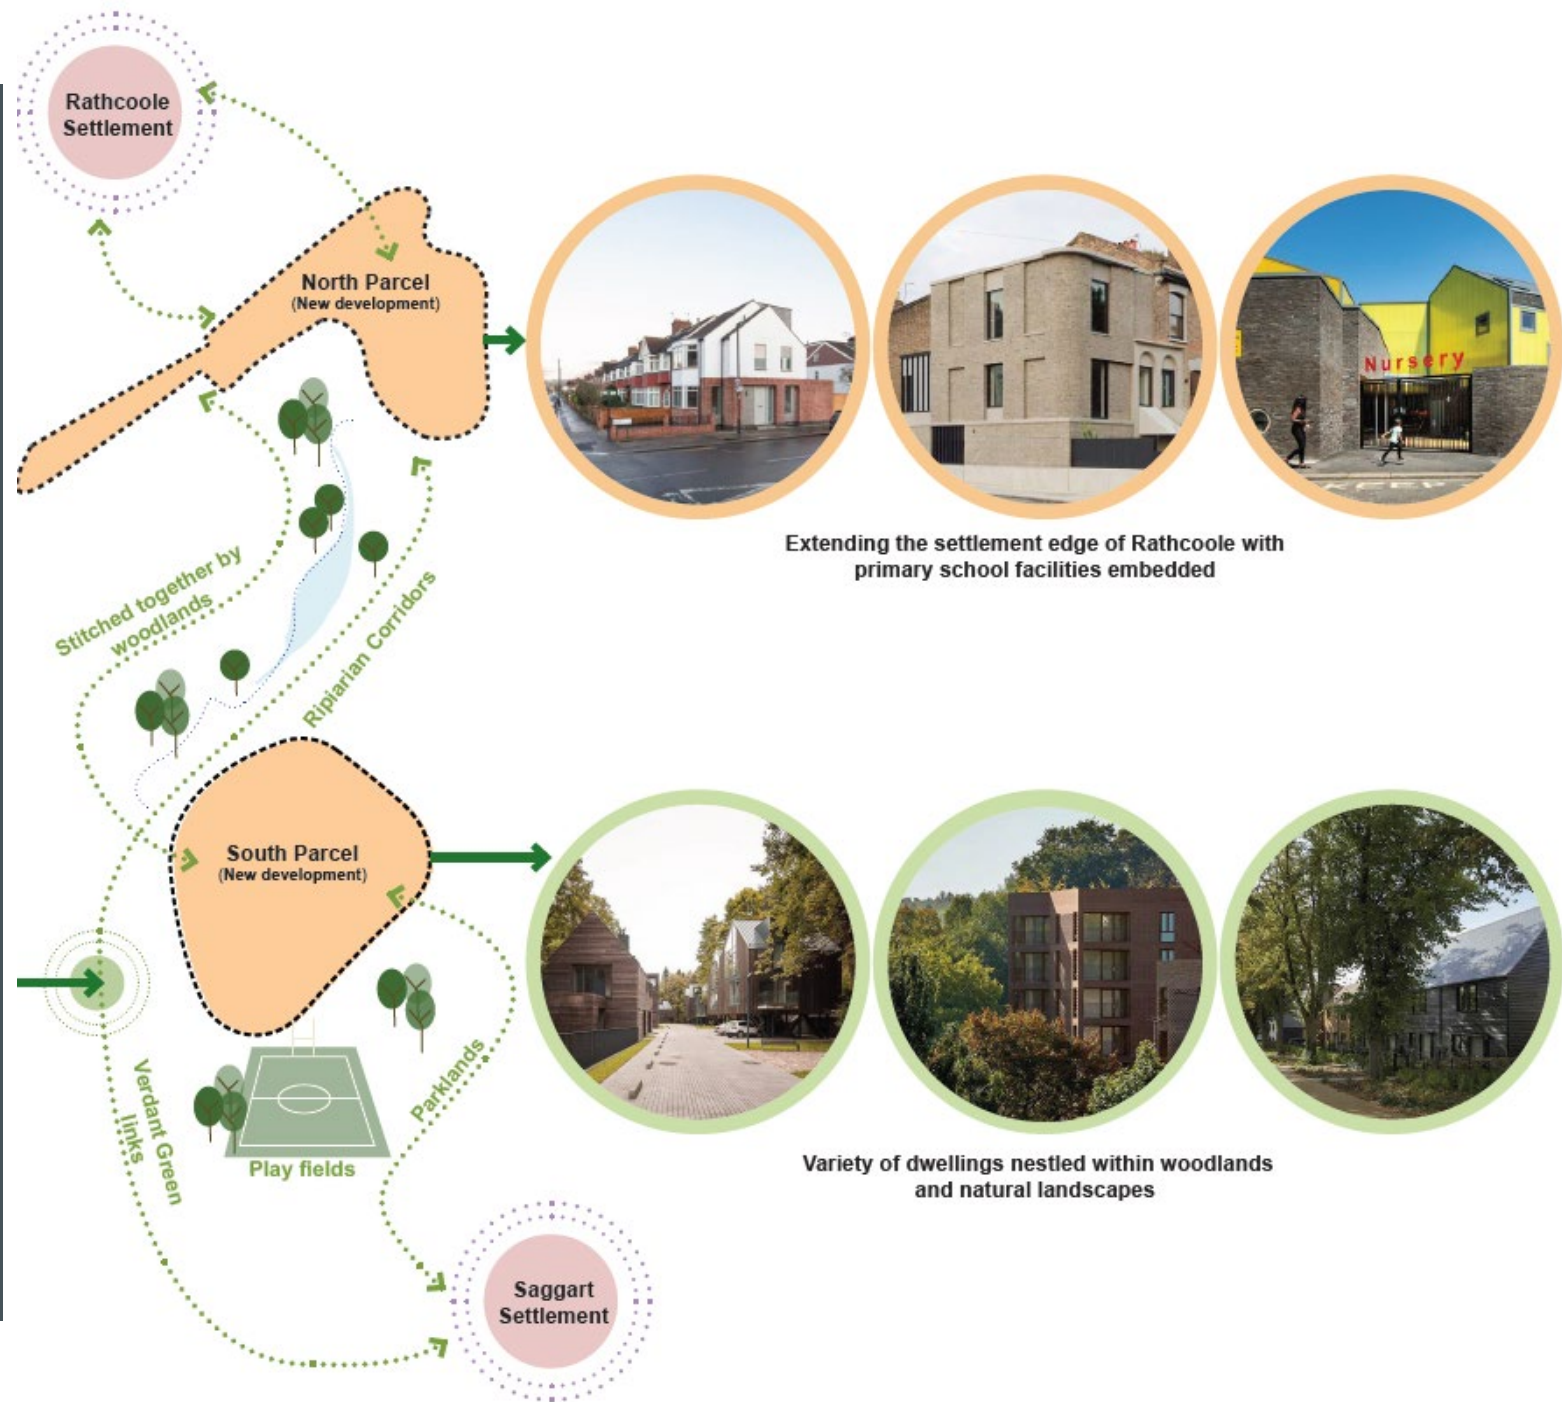 Rathcoole
Settlement
North Parcel
(New development)
Nursery
KEEP
Extending the settlement edge of Rathcoole with
primary school facilities embedded
Stitched together by
woodlands
Ripiarian Corridors
South Parcel
(New development)
Verdant Green
links
Parklands
Play fields
Variety of dwellings nestled within woodlands
and natural landscapes
Saggart
Settlement